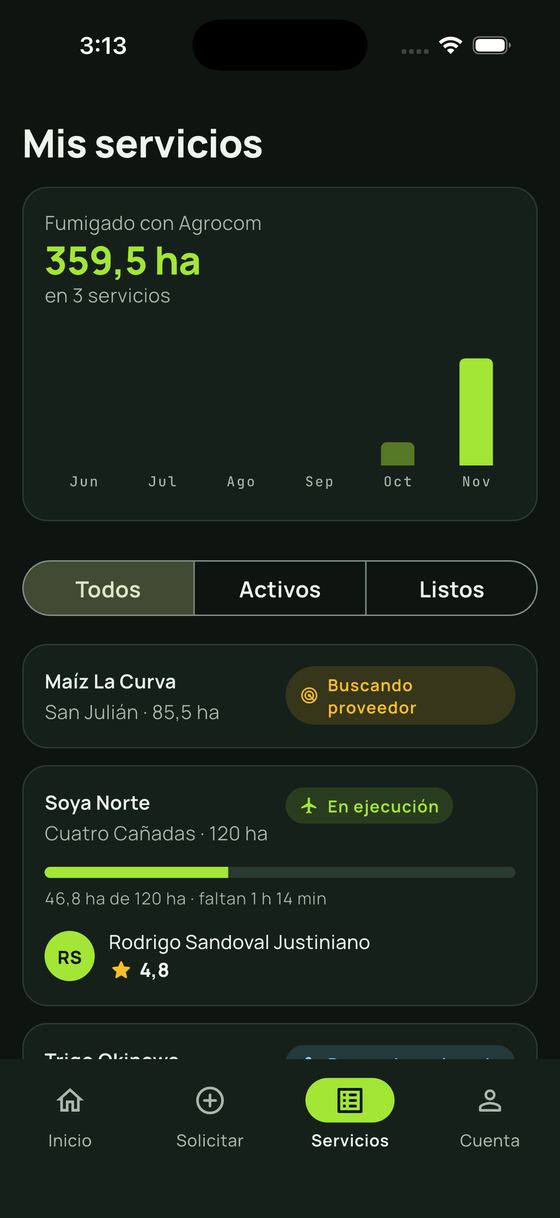 3:13
Mis servicios
Fumigado con Agrocom
359,5 ha
en 3 servicios
Jun Jul Ago Sep Oct Nov
Todos Activos Listos
Maíz La Curva
San Julián · 85,5 ha
Buscando
proveedor
Soya Norte
Cuatro Cañadas · 120 ha
En ejecución
46,8 ha de 120 ha · faltan 1 h 14 min
RS
Rodrigo Sandoval Justiniano
4,8
Trigo Okinawa
Inicio Solicitar Servicios Cuenta